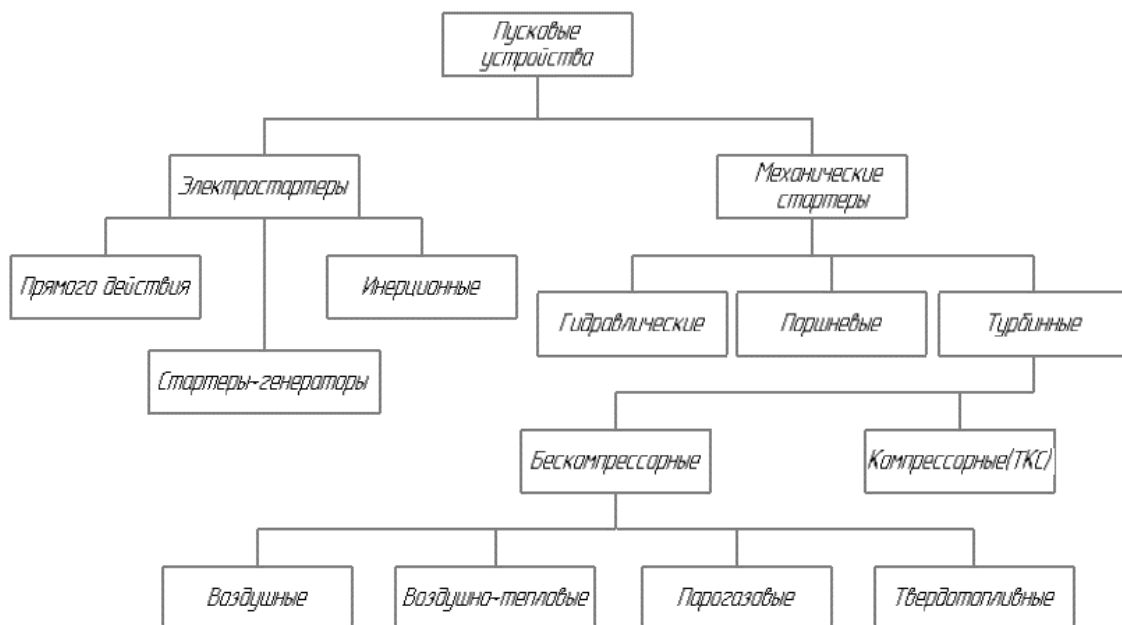 Пусковые
устройства
Электростартеры
Механические
стартеры
Прямого действия
Инерционные
Гидравлические
Поршневые
Турбинные
Стартеры-генераторы
Бескомпрессорные
Компрессорные(ТКС)
Воздушные
Воздушно-тепловые
Парогазовые
Твердотопливные